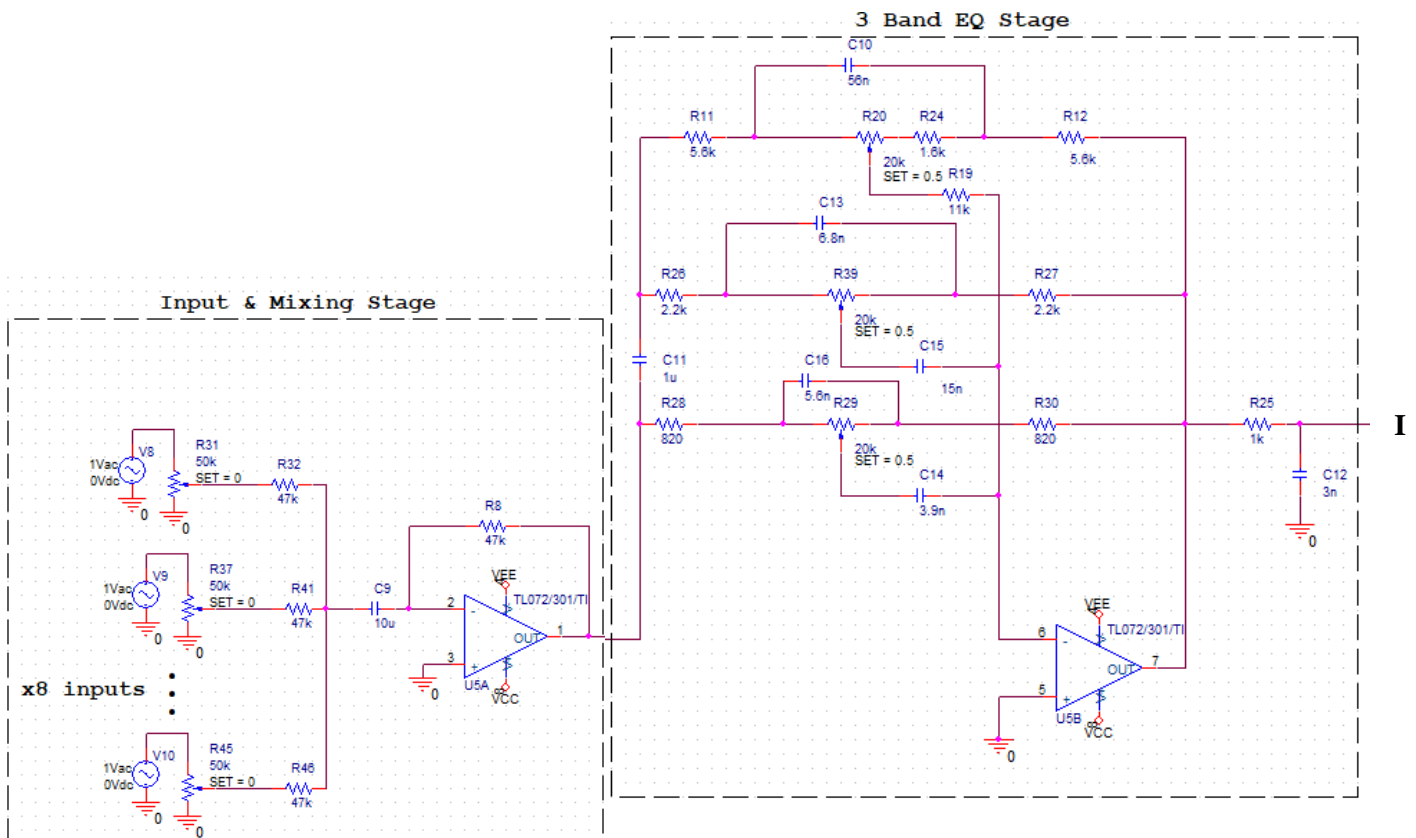 3 Band EQ Stage
C10
56n
R11
5.6k
R20
20k
SET = 0.5
R24
1.6k
R12
5.6k
R19
11k
C13
6.8n
R26
2.2k
R39
20k
SET = 0.5
R27
2.2k
C15
15n
C11
1u
C16
5.6n
R28
820
R29
20k
SET = 0.5
R30
820
C14
3.9n
R25
1k
C12
3n
0
I
VEE
4
TL072/301/TI
6
-
OUT
7
5
+
U5B
8
VCC
0
Input & Mixing Stage
V8
1Vac
0Vdc
0
R31
50k
SET = 0
0
R32
47k
V9
1Vac
0Vdc
0
R37
50k
SET = 0
0
R41
47k
C9
10u
R8
47k
VEE
4
TL072/301/TI
2
-
OUT
1
3
+
U5A
8
VCC
0
x8 inputs
V10
1Vac
0Vdc
0
R45
50k
SET = 0
0
R46
47k